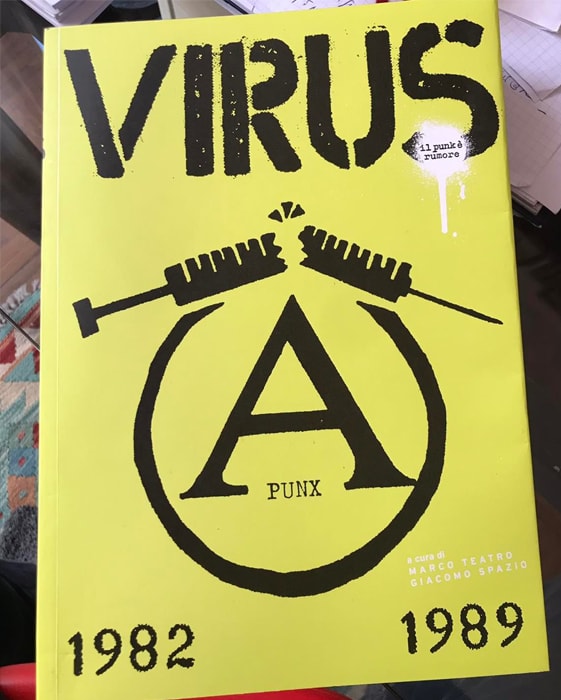 VIRUS
il punk è
rumore
A
PUNX
a cura di
MARCO TEATRO
GIACOMO SPAZIO
1982
1989